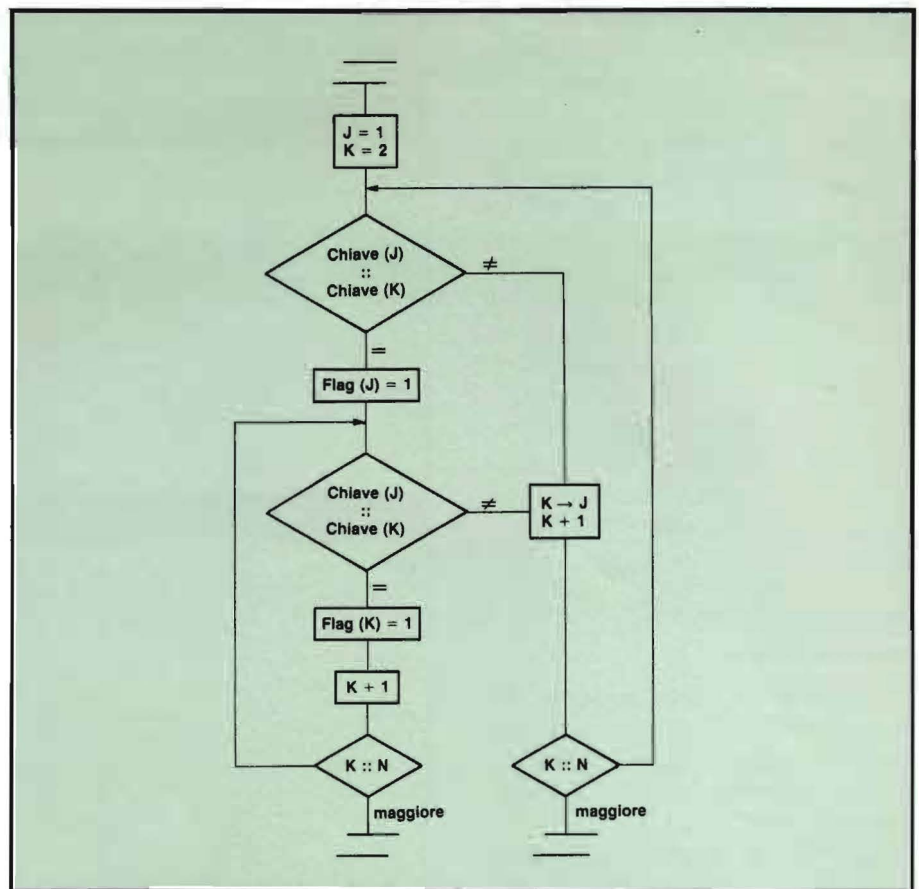 J = 1
K = 2
Chiave (J)
::
Chiave (K)
≠
=
Flag (J) = 1
Chiave (J)
::
Chiave (K)
≠
K → J
K + 1
=
Flag (K) = 1
K + 1
K :: N
maggiore
K :: N
maggiore